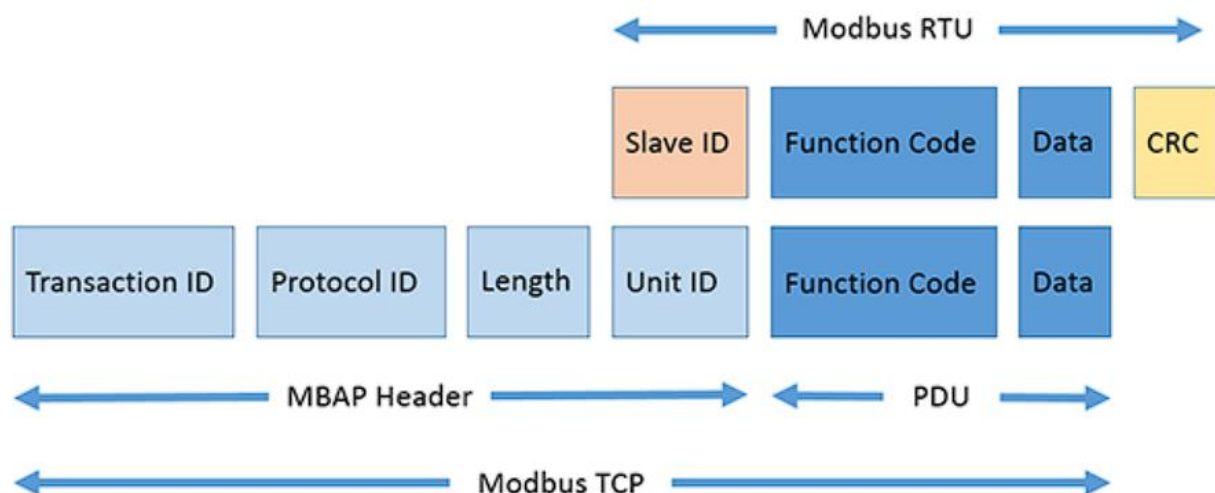 Modbus RTU
Slave ID Function Code Data CRC
Transaction ID Protocol ID Length Unit ID Function Code Data
MBAP Header PDU
Modbus TCP